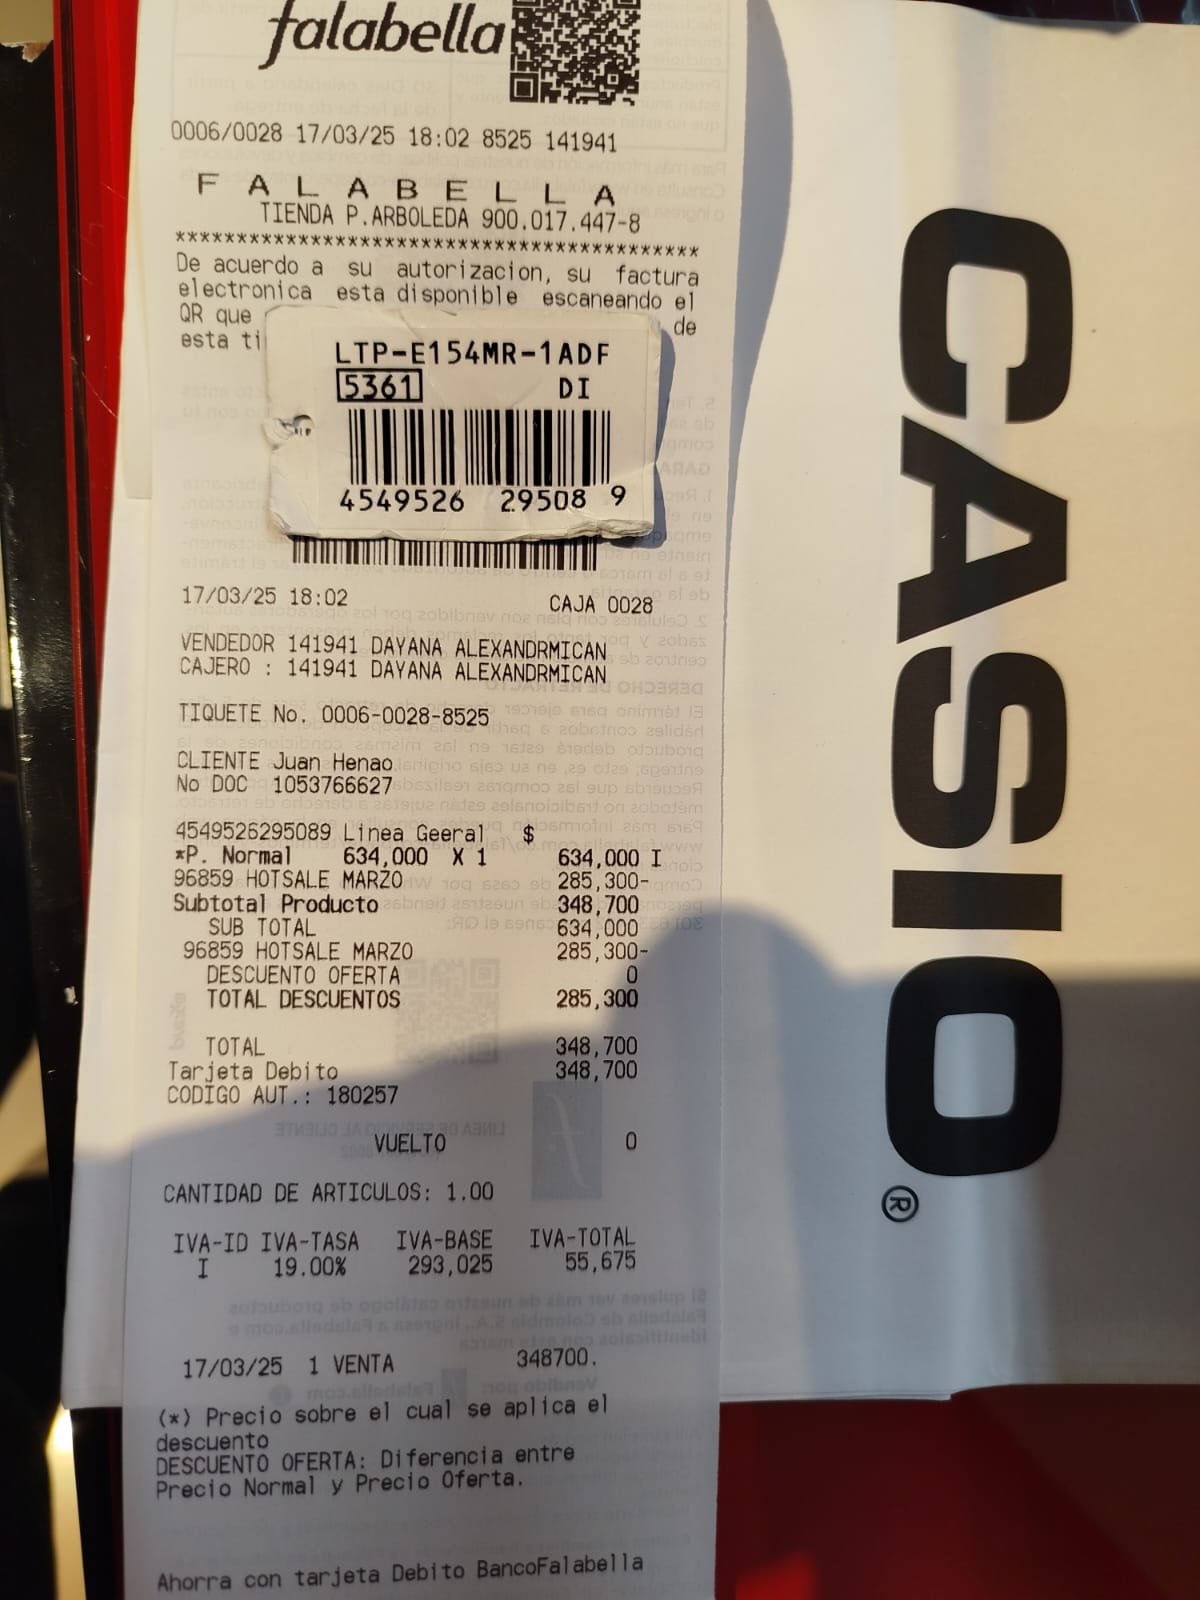 falabella
0006/0028 17/03/25 18:02 8525 141941
F A L A B E L L A
TIENDA P.ARBOLEDA 900.017.447-8
*******************************************
De acuerdo a su autorizacion, su factura
electronica esta disponible escaneando el
QR que de
esta ti
LTP-E154MR-1ADF
5361 DI
4549526 29508 9
17/03/25 18:02 CAJA 0028
VENDEDOR 141941 DAYANA ALEXANDRMICAN
CAJERO : 141941 DAYANA ALEXANDRMICAN
TIQUETE No. 0006-0028-8525
CLIENTE Juan Henao
No DOC 1053766627
4549526295089 Linea Geeral $
*P. Normal 634,000 X 1 634,000 I
96859 HOTSALE MARZO 285,300-
Subtotal Producto 348,700
SUB TOTAL 634,000
96859 HOTSALE MARZO 285,300-
DESCUENTO OFERTA 0
TOTAL DESCUENTOS 285,300
TOTAL 348,700
Tarjeta Debito 348,700
CODIGO AUT.: 180257
VUELTO 0
CANTIDAD DE ARTICULOS: 1.00
IVA-ID IVA-TASA IVA-BASE IVA-TOTAL
I 19.00% 293,025 55,675
17/03/25 1 VENTA 348700.
(*) Precio sobre el cual se aplica el
descuento
DESCUENTO OFERTA: Diferencia entre
Precio Normal y Precio Oferta.
Ahorra con tarjeta Debito BancoFalabella
CASIO®